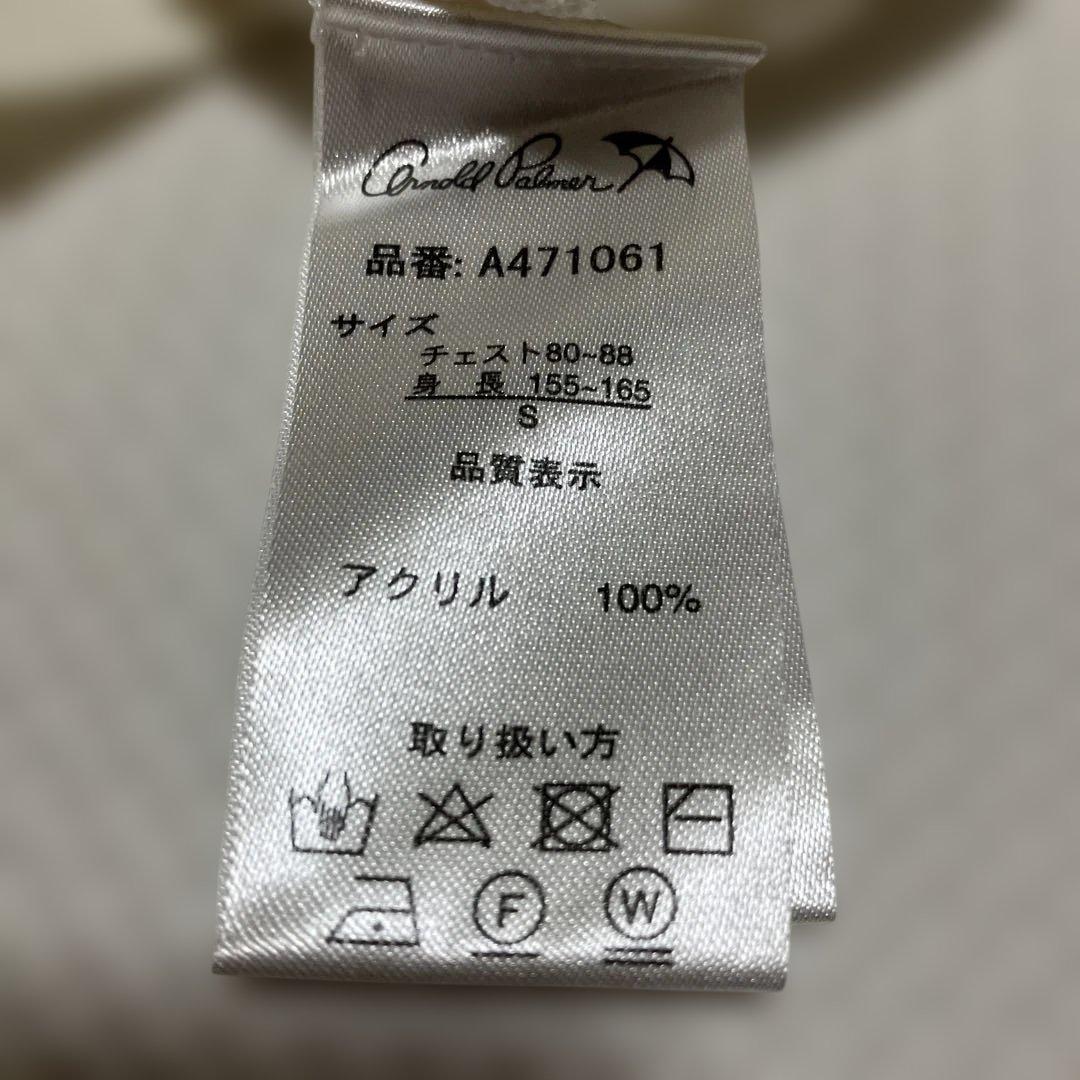 Arnold Palmer
品番: A471061
サイズ
チェスト80~88
身 長 155~165
S
品質表示
アクリル 100%
取り扱い方
F W